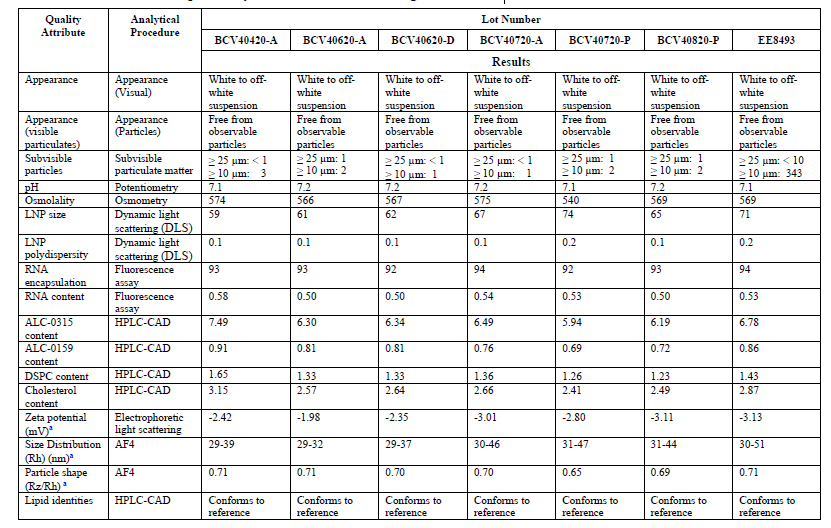 Quality Attribute | Analytical Procedure | Lot Number
BCV40420-A | BCV40620-A | BCV40620-D | BCV40720-A | BCV40720-P | BCV40820-P | EE8493
Results
Appearance | Appearance (Visual) | White to off-white suspension | White to off-white suspension | White to off-white suspension | White to off-white suspension | White to off-white suspension | White to off-white suspension | White to off-white suspension
Appearance (visible particulates) | Appearance (Particles) | Free from observable particles | Free from observable particles | Free from observable particles | Free from observable particles | Free from observable particles | Free from observable particles | Free from observable particles
Subvisible particles | Subvisible particulate matter | ≥ 25 µm: < 1 ≥ 10 µm: 3 | ≥ 25 µm: 1 ≥ 10 µm: 2 | ≥ 25 µm: < 1 ≥ 10 µm: 1 | ≥ 25 µm: < 1 ≥ 10 µm: 1 | ≥ 25 µm: 1 ≥ 10 µm: 2 | ≥ 25 µm: 1 ≥ 10 µm: 2 | ≥ 25 µm: < 10 ≥ 10 µm: 343
pH | Potentiometry | 7.1 | 7.2 | 7.2 | 7.2 | 7.1 | 7.2 | 7.1
Osmolality | Osmometry | 574 | 566 | 567 | 575 | 540 | 569 | 569
LNP size | Dynamic light scattering (DLS) | 59 | 61 | 62 | 67 | 74 | 65 | 71
LNP polydispersity | Dynamic light scattering (DLS) | 0.1 | 0.1 | 0.1 | 0.1 | 0.2 | 0.1 | 0.2
RNA encapsulation | Fluorescence assay | 93 | 93 | 92 | 94 | 92 | 93 | 94
RNA content | Fluorescence assay | 0.58 | 0.50 | 0.50 | 0.54 | 0.53 | 0.50 | 0.53
ALC-0315 content | HPLC-CAD | 7.49 | 6.30 | 6.34 | 6.49 | 5.94 | 6.19 | 6.78
ALC-0159 content | HPLC-CAD | 0.91 | 0.81 | 0.81 | 0.76 | 0.69 | 0.72 | 0.86
DSPC content | HPLC-CAD | 1.65 | 1.33 | 1.33 | 1.36 | 1.26 | 1.23 | 1.43
Cholesterol content | HPLC-CAD | 3.15 | 2.57 | 2.64 | 2.66 | 2.41 | 2.49 | 2.87
Zeta potential (mV)a | Electrophoretic light scattering | -2.42 | -1.98 | -2.35 | -3.01 | -2.80 | -3.11 | -3.13
Size Distribution (Rh) (nm)a | AF4 | 29-39 | 29-32 | 29-37 | 30-46 | 31-47 | 31-44 | 30-51
Particle shape (Rz/Rh) a | AF4 | 0.71 | 0.71 | 0.70 | 0.70 | 0.65 | 0.69 | 0.71
Lipid identities | HPLC-CAD | Conforms to reference | Conforms to reference | Conforms to reference | Conforms to reference | Conforms to reference | Conforms to reference | Conforms to reference